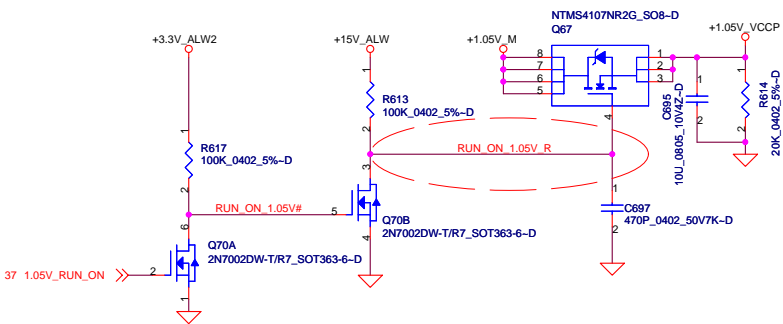 NTMS4107NR2G_SO8~D
Q67
+3.3V_ALW2
+15V_ALW
+1.05V_M
+1.05V_VCCP
8
7
6
5
1
2
3
4
1
R613
100K_0402_5%~D
2
1
C695
10U_0805_10V4Z~D
2
1
R614
20K_0402_5%~D
2
1
R617
100K_0402_5%~D
2
RUN_ON_1.05V_R
3
RUN_ON_1.05V#
5
Q70B
2N7002DW-T/R7_SOT363-6~D
4
1
C697
470P_0402_50V7K~D
2
6
Q70A
2N7002DW-T/R7_SOT363-6~D
37 1.05V_RUN_ON
2
1